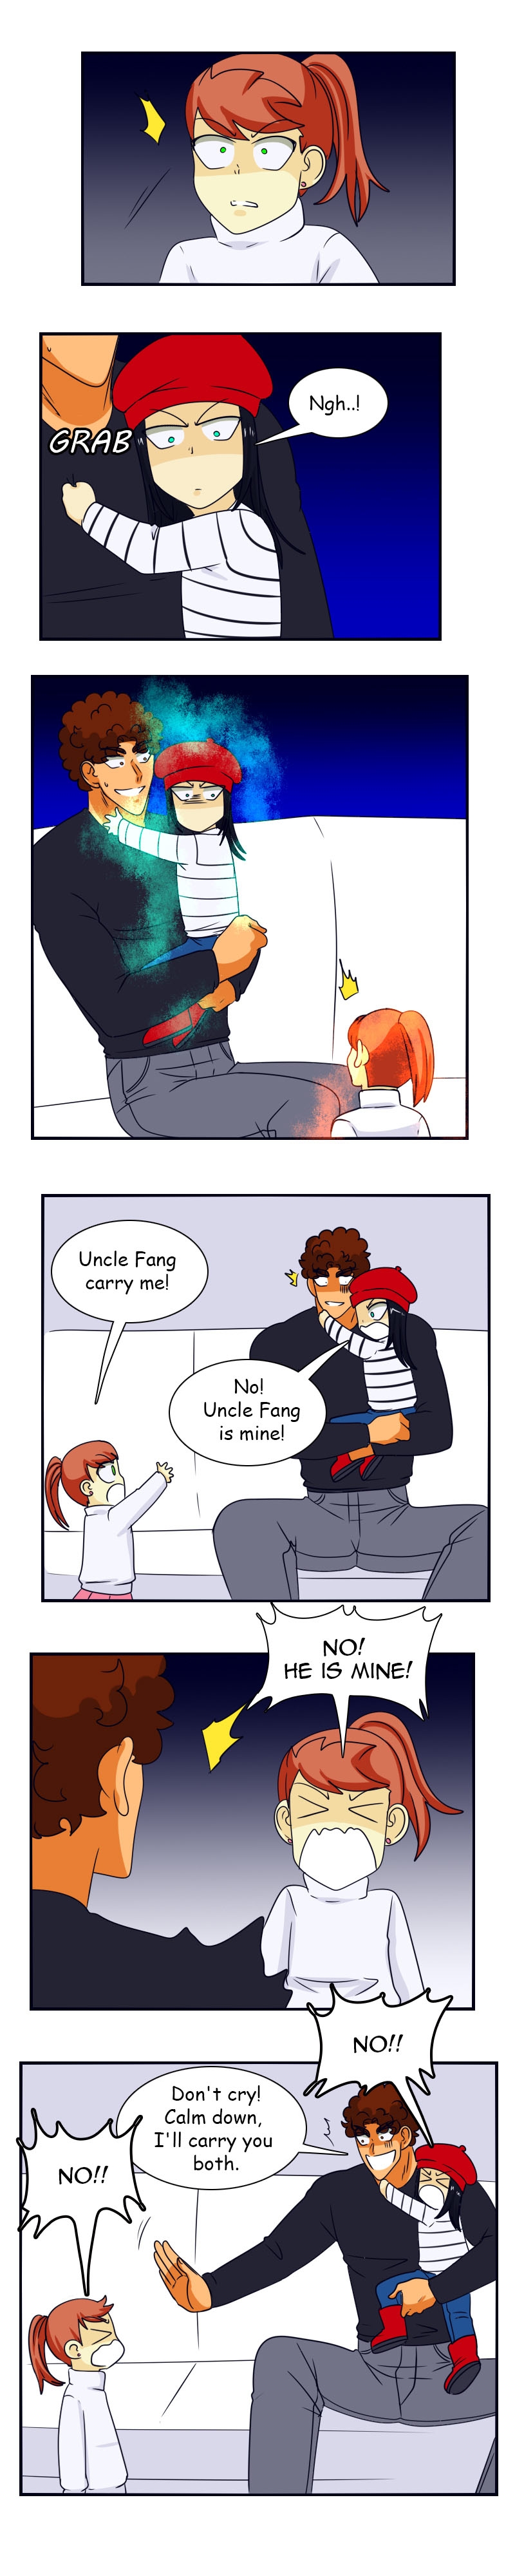 GRAB
Ngh..!
Uncle Fang
carry me!
No!
Uncle Fang
is mine!
NO!
HE IS MINE!
NO!!
Don't cry!
Calm down,
I'll carry you
both.
NO!!